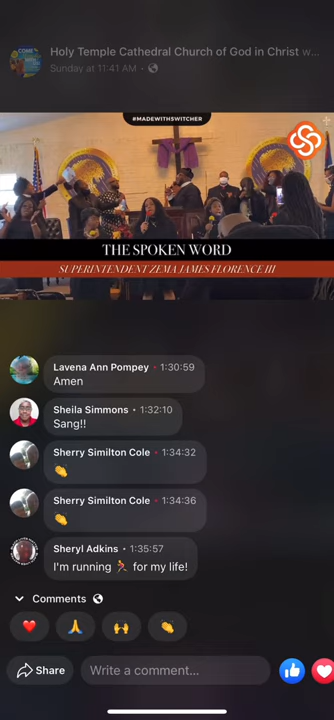 Holy Temple Cathedral Church of God in Christ w...
Sunday at 11:41 AM ·
#MADEWITHSWITCHER
THE SPOKEN WORD
SUPERINTENDENT ZEMA JAMES FLORENCE III
Lavena Ann Pompey • 1:30:59
Amen
Sheila Simmons • 1:32:10
Sang!!
Sherry Similton Cole • 1:34:32
👏
Sherry Similton Cole • 1:34:36
👏
Sheryl Adkins • 1:35:57
I'm running 🏃 for my life!
Comments
Share
Write a comment...